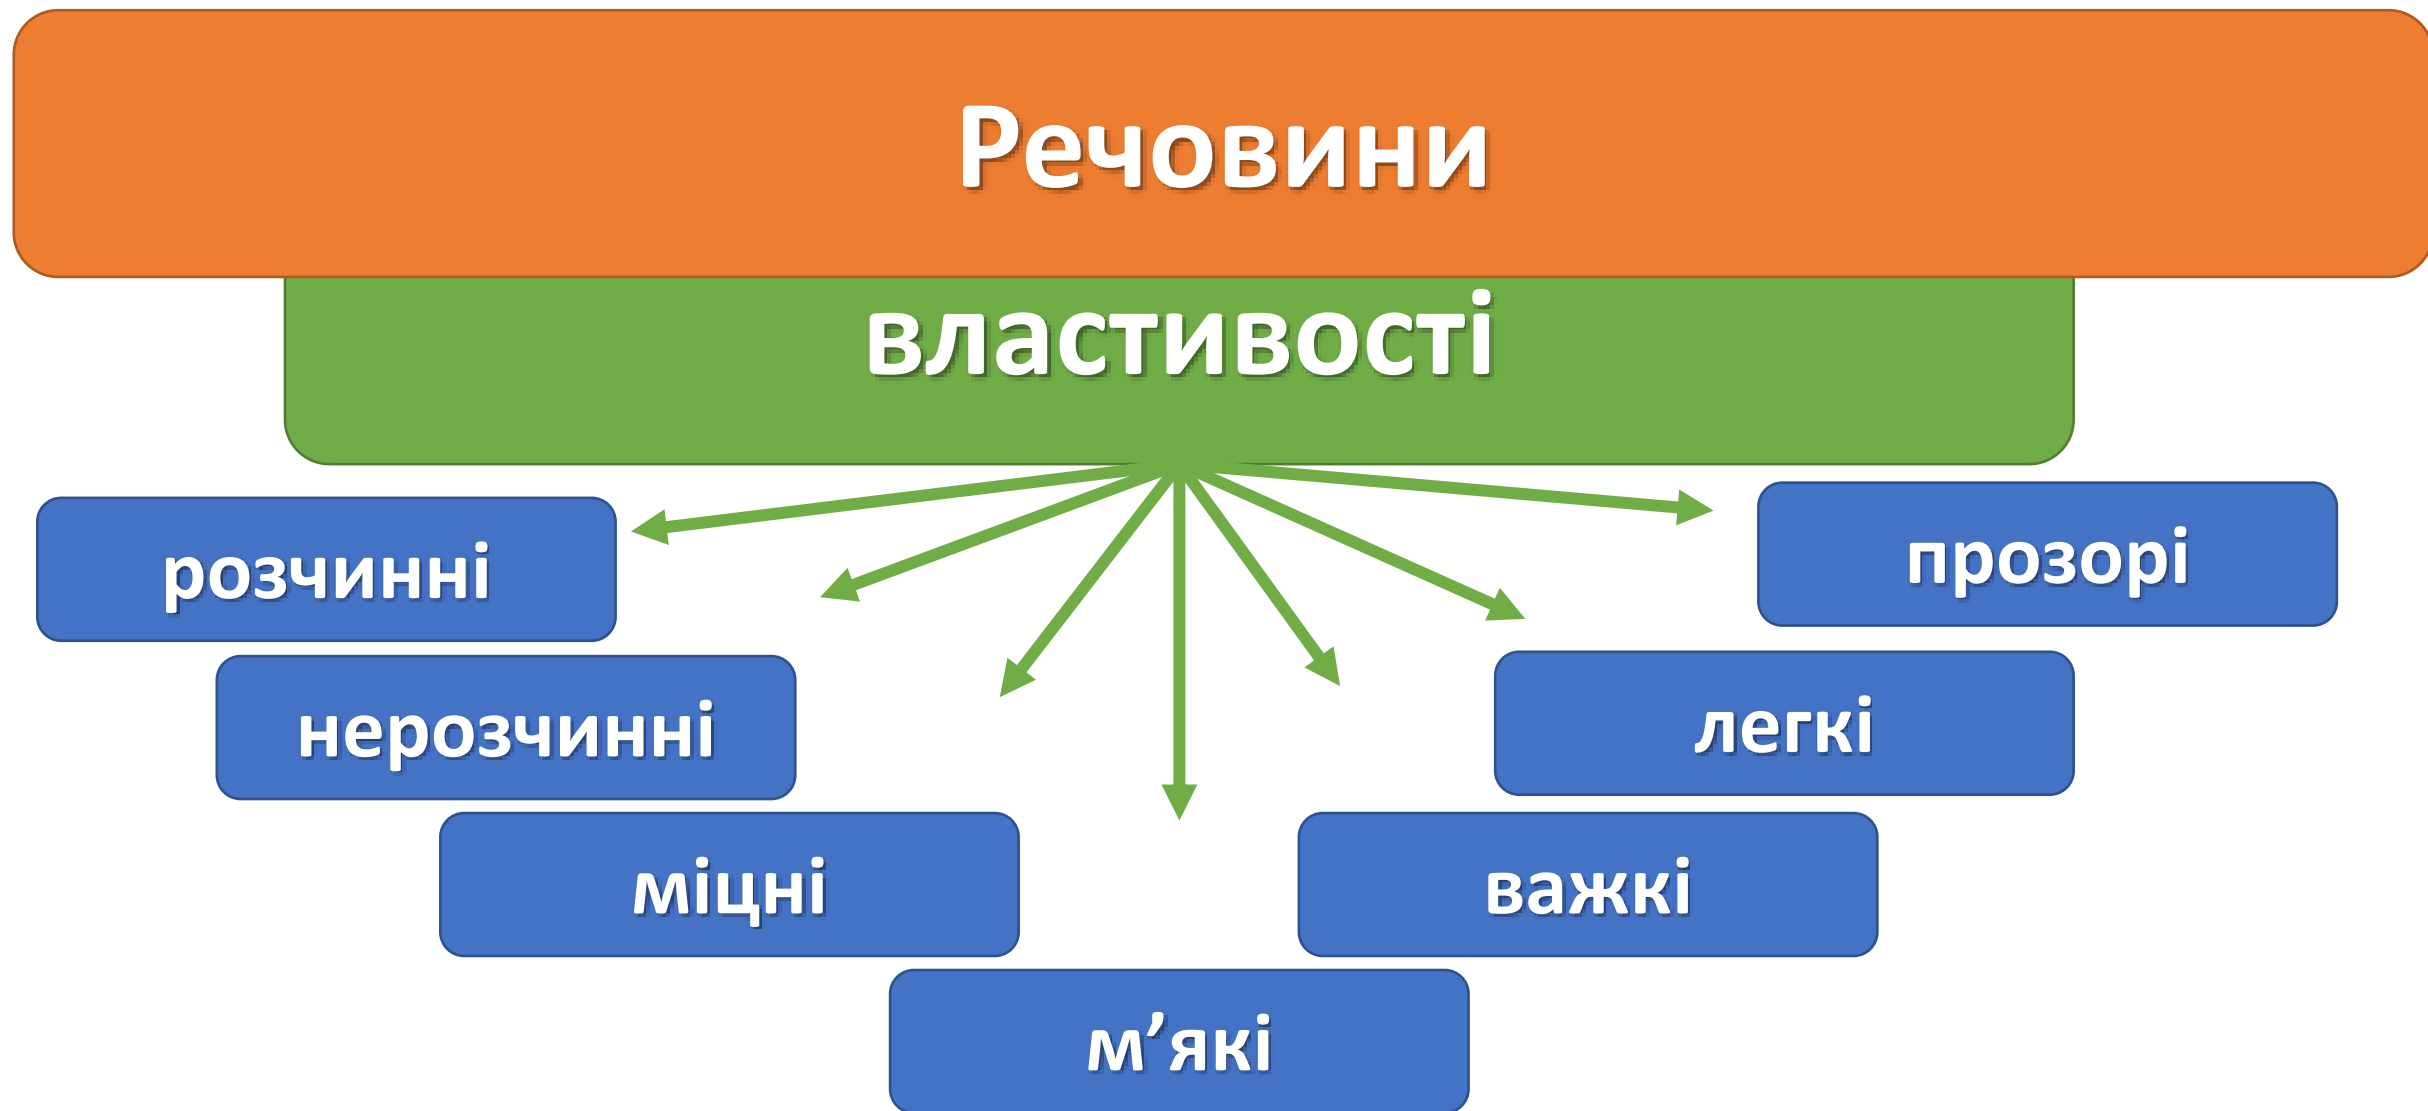 Речовини
властивості
розчинні
прозорі
нерозчинні
легкі
міцні
важкі
м’які